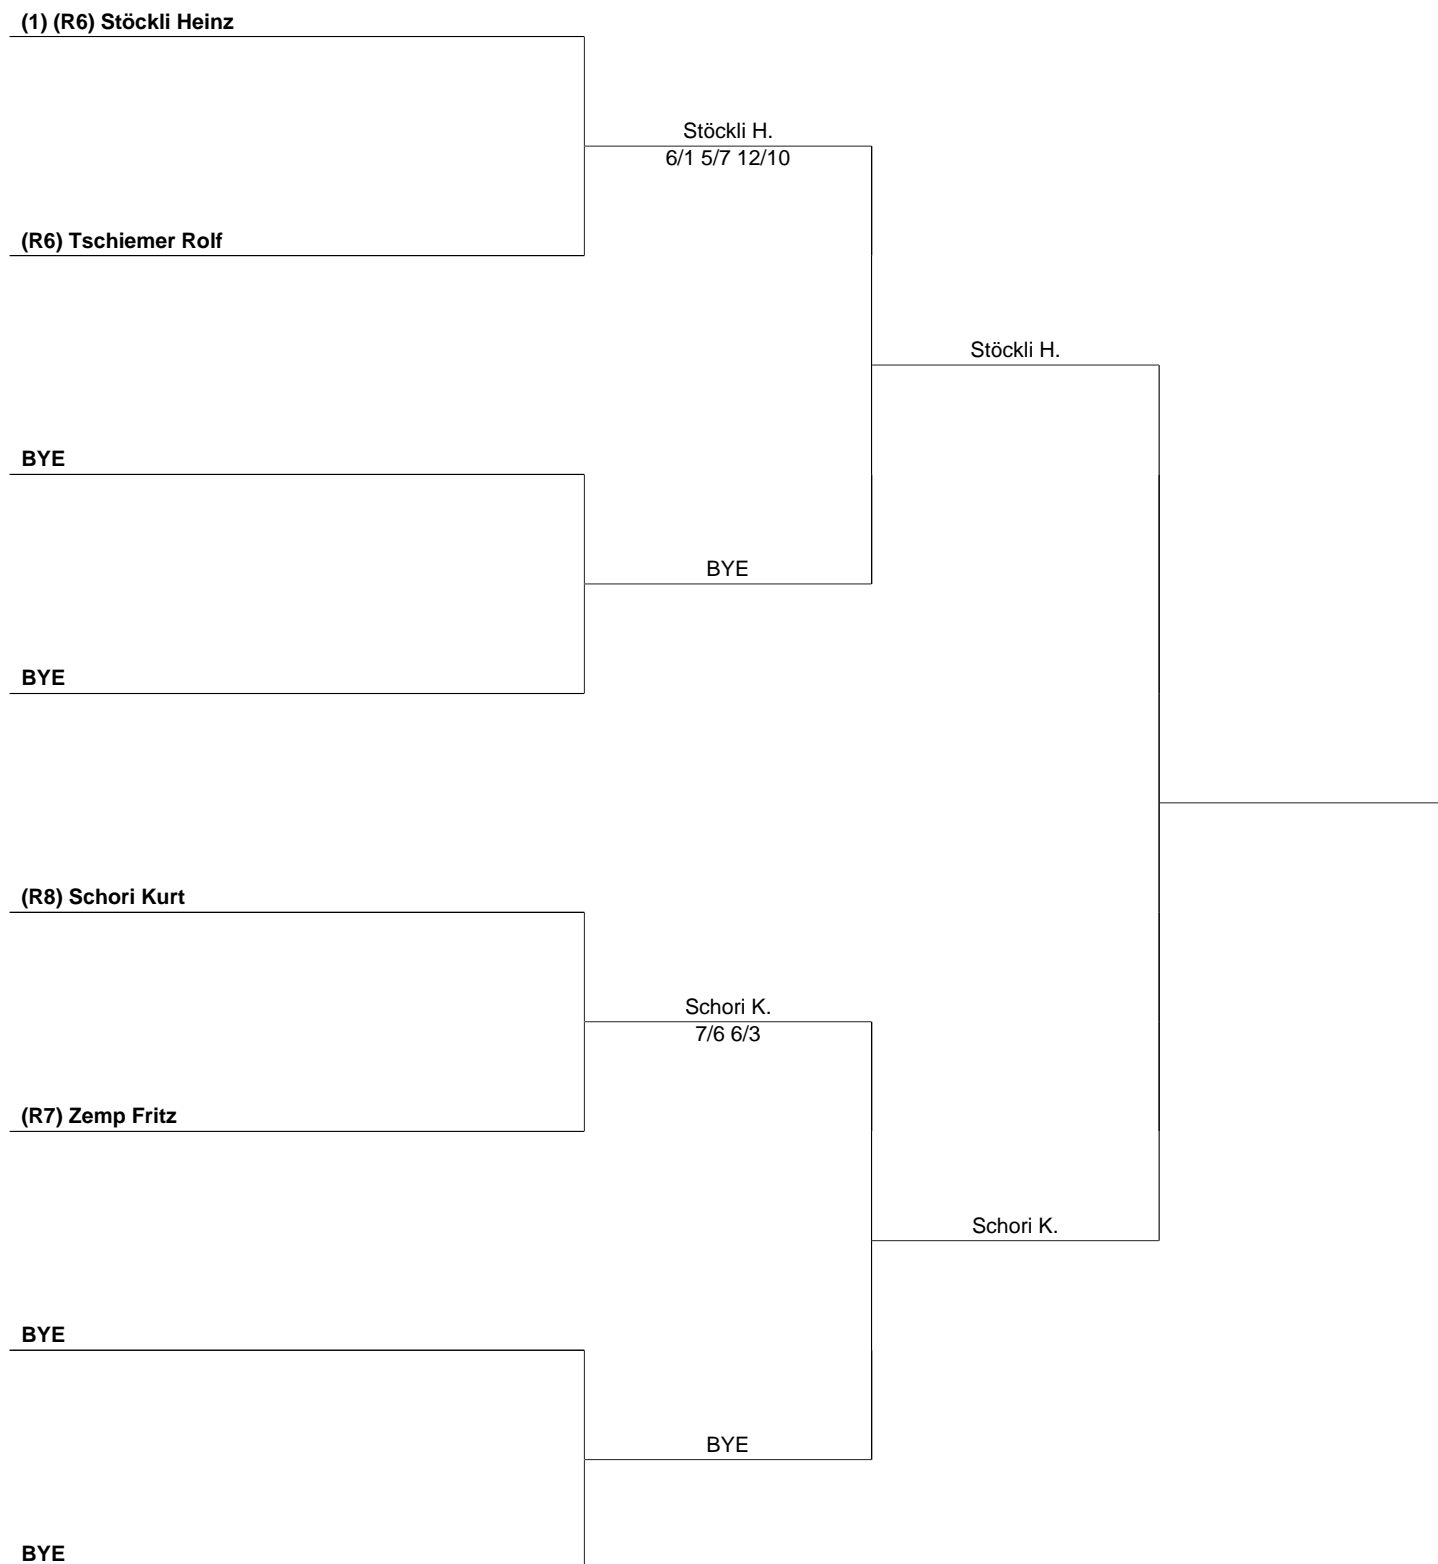 (1) (R6) Stöckli Heinz
Stöckli H.
6/1 5/7 12/10
(R6) Tschiemer Rolf
Stöckli H.
BYE
BYE
BYE
(R8) Schori Kurt
Schori K.
7/6 6/3
(R7) Zemp Fritz
Schori K.
BYE
BYE
BYE